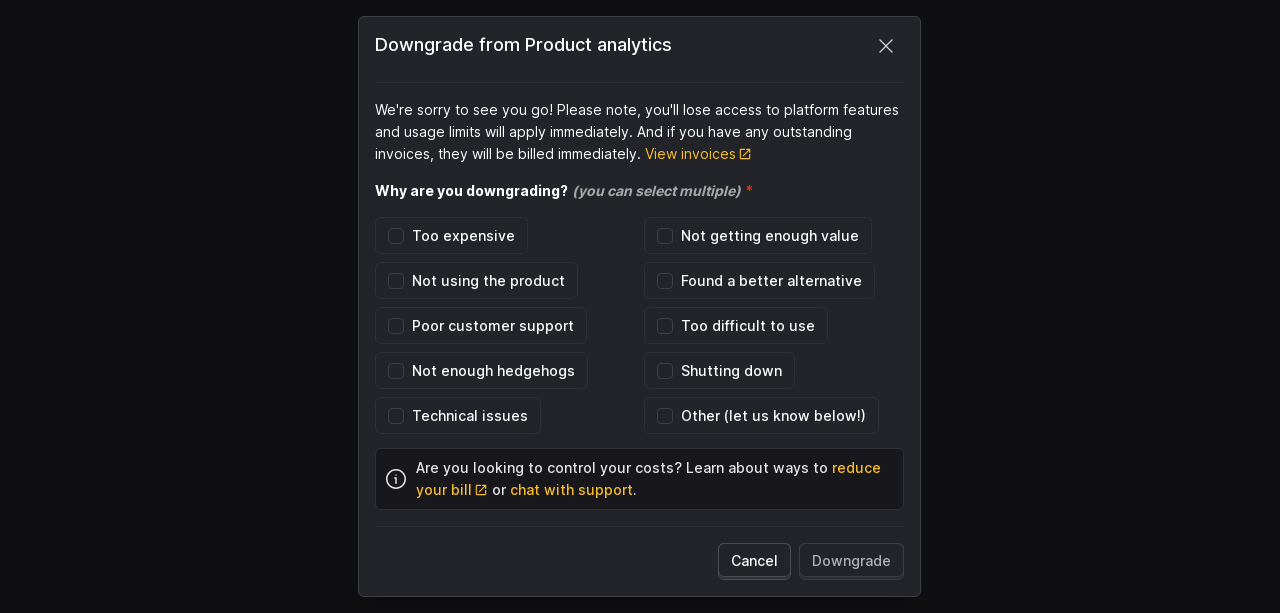 Downgrade from Product analytics
We're sorry to see you go! Please note, you'll lose access to platform features
and usage limits will apply immediately. And if you have any outstanding
invoices, they will be billed immediately. View invoices
Why are you downgrading? (you can select multiple) *
Too expensive
Not getting enough value
Not using the product
Found a better alternative
Poor customer support
Too difficult to use
Not enough hedgehogs
Shutting down
Technical issues
Other (let us know below!)
Are you looking to control your costs? Learn about ways to reduce
your bill or chat with support.
Cancel
Downgrade